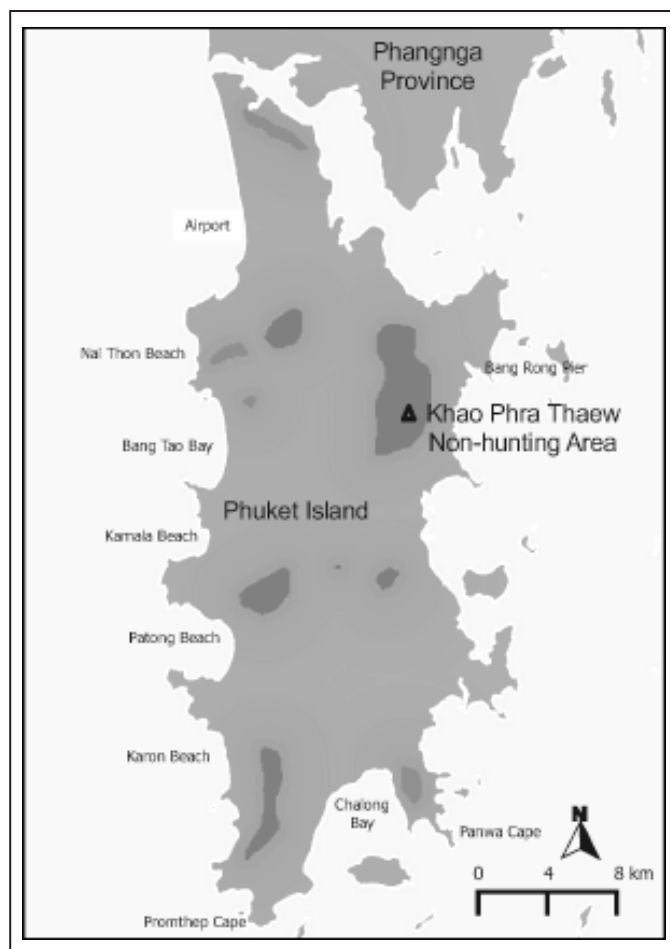 Phangnga
Province
Airport
Nai Thon Beach
Bang Rong Pier
Khao Phra Thaew
Non-hunting Area
Bang Tao Bay
Phuket Island
Kamala Beach
Patong Beach
Karon Beach
Chalong
Bay
Panwa Cape
N
0 4 8 km
Promthep Cape